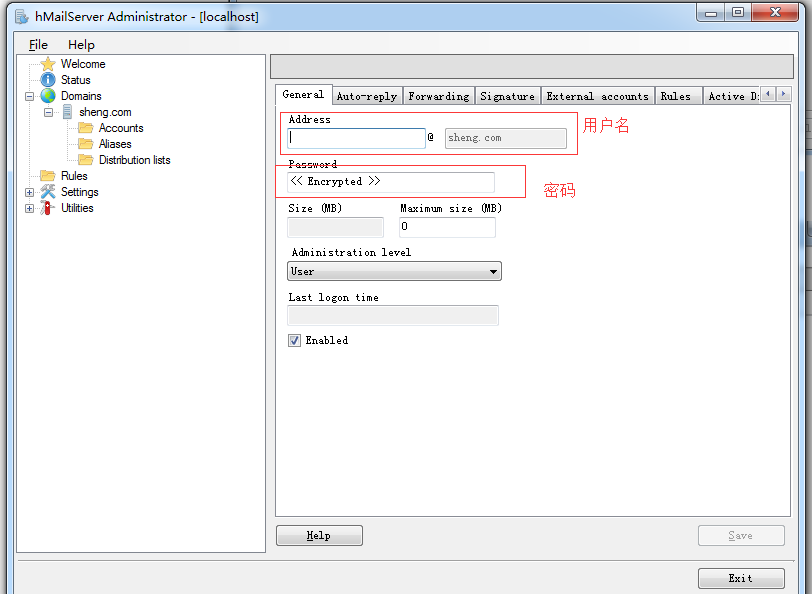 hMailServer Administrator - [localhost]
File Help
Welcome
Status
Domains
sheng.com
Accounts
Aliases
Distribution lists
Rules
Settings
Utilities
General Auto-reply Forwarding Signature External accounts Rules Active D
Address
@ sheng.com
用户名
Password
<< Encrypted >>
密码
Size (MB) Maximum size (MB)
0
Administration level
User
Last logon time
Enabled
Help
Save
Exit